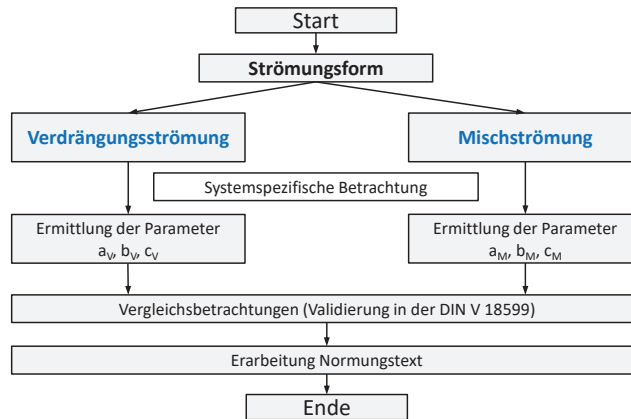 Start
Strömungsform
Verdrängungsströmung
Mischströmung
Systemspezifische Betrachtung
Ermittlung der Parameter
aV, bV, cV
Ermittlung der Parameter
aM, bM, cM
Vergleichsbetrachtungen (Validierung in der DIN V 18599)
Erarbeitung Normungstext
Ende